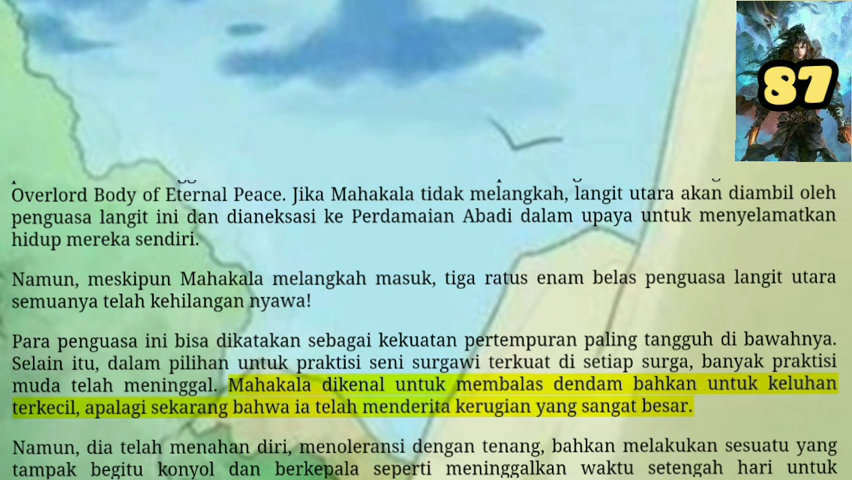 87
Overlord Body of Eternal Peace. Jika Mahakala tidak melangkah, langit utara akan diambil oleh
penguasa langit ini dan dianeksasi ke Perdamaian Abadi dalam upaya untuk menyelamatkan
hidup mereka sendiri.
Namun, meskipun Mahakala melangkah masuk, tiga ratus enam belas penguasa langit utara
semuanya telah kehilangan nyawa!
Para penguasa ini bisa dikatakan sebagai kekuatan pertempuran paling tangguh di bawahnya.
Selain itu, dalam pilihan untuk praktisi seni surgawi terkuat di setiap surga, banyak praktisi
muda telah meninggal. Mahakala dikenal untuk membalas dendam bahkan untuk keluhan
terkecil, apalagi sekarang bahwa ia telah menderita kerugian yang sangat besar.
Namun, dia telah menahan diri, menoleransi dengan tenang, bahkan melakukan sesuatu yang
tampak begitu konyol dan berkepala seperti meninggalkan waktu setengah hari untuk